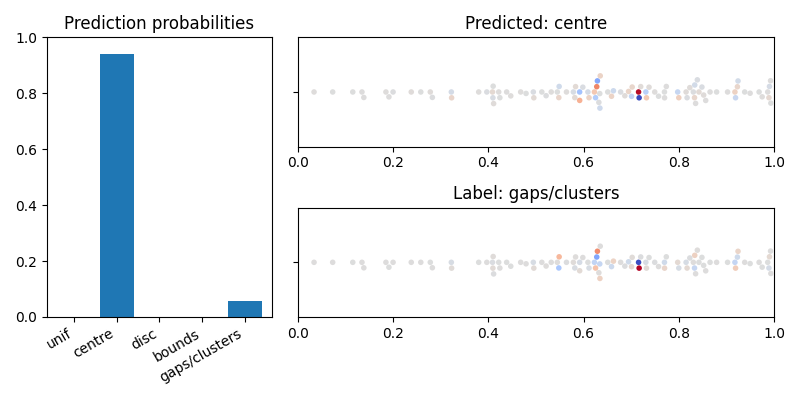 Prediction probabilities
1.0
0.8
0.6
0.4
0.2
0.0
unif
centre
disc
bounds
gaps/clusters
Predicted: centre
0.0 0.2 0.4 0.6 0.8 1.0
Label: gaps/clusters
0.0 0.2 0.4 0.6 0.8 1.0